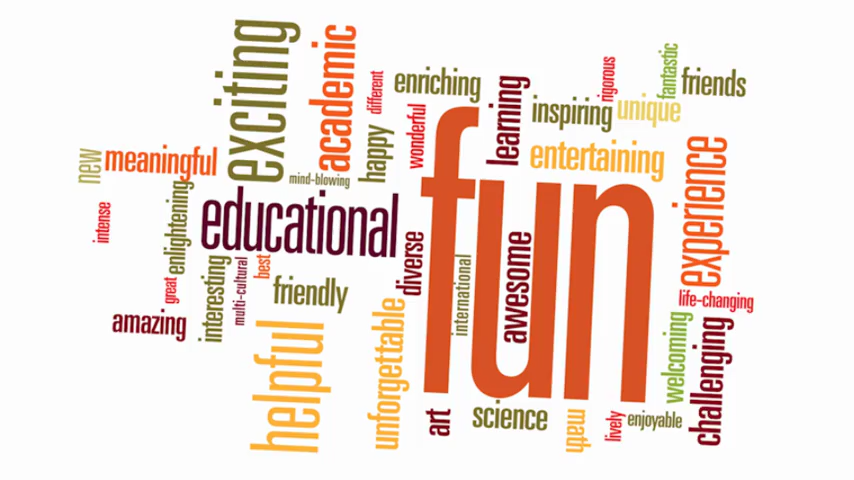 exciting
academic
different
enriching
learning
rigorous
fantastic
friends
inspiring
unique
wonderful
happy
new
meaningful
mind-blowing
entertaining
fun
experience
enlightening
educational
intense
diverse
international
awesome
interesting
multi-cultural
best
great
friendly
life-changing
amazing
helpful
unforgettable
welcoming
challenging
art
science
math
lively
enjoyable